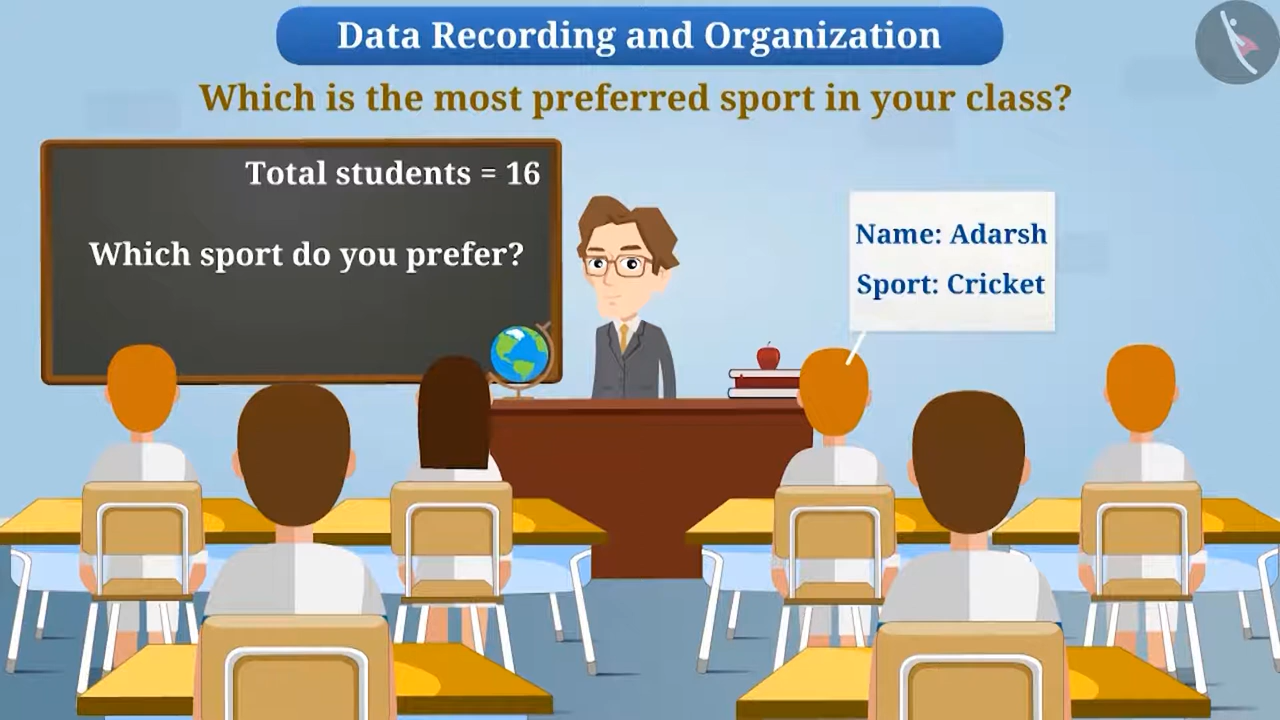 Data Recording and Organization
Which is the most preferred sport in your class?
Total students = 16
Which sport do you prefer?
Name: Adarsh
Sport: Cricket